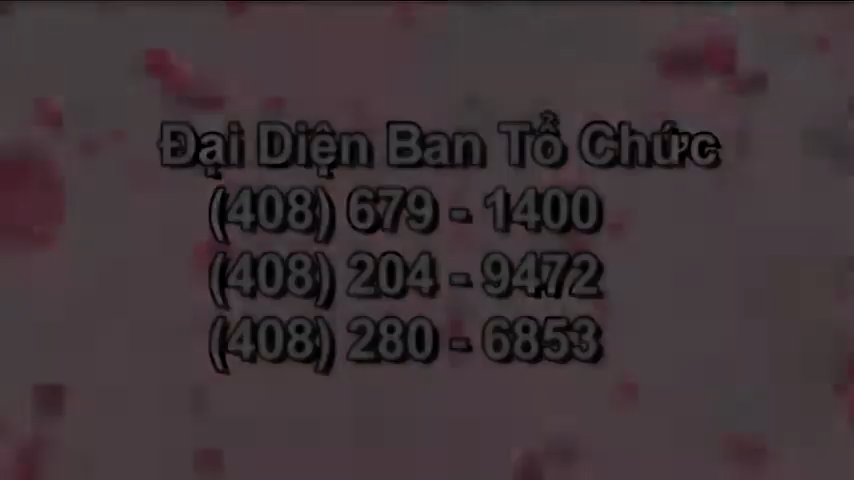 Đại Diện Ban Tổ Chức
(408) 679 - 1400
(408) 204 - 9472
(408) 280 - 6853